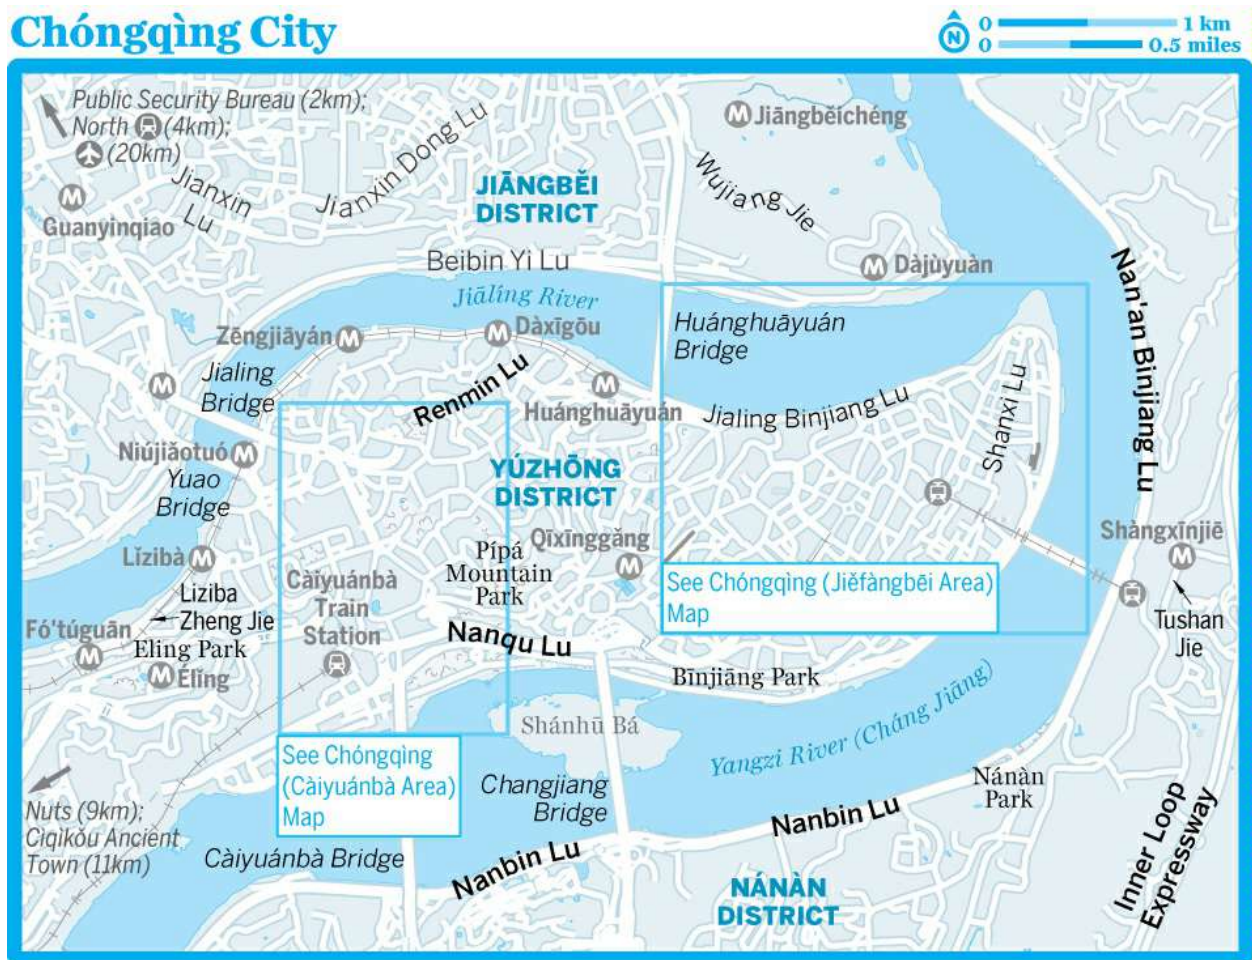 Chóngqìng City
N
0 1 km
0 0.5 miles
Public Security Bureau (2km);
North (4km);
(20km)
Jianxin
Lu
Jianxin Dong Lu
JIĀNGBĚI
DISTRICT
M Jiāngběichéng
Wujiang Jie
M
Guanyinqiao
Beibin Yi Lu
M Dàjùyuàn
Jiālíng River
Zēngjiāyán M
M Dàxīgōu
Huánghuāyuán
Bridge
Nan'an Binjiang Lu
M
Jialing
Bridge
Renmin Lu
M
Huánghuāyuán
Jialing Binjiang Lu
Shanxi Lu
Niújiǎotuó M
Yuao
Bridge
YÚZHŌNG
DISTRICT
Qīxīnggǎng
M
Shàngxīnjiē
M
Lǐzibà M
Pípá
Mountain
Park
See Chóngqìng (Jiěfàngbēi Area)
Map
Càiyuánbà
Train
Station
Liziba
Zheng Jie
Tushan
Jie
Fó'túguān
M
Eling Park
M Élǐng
Nanqu Lu
Bīnjiāng Park
Shánhū Bá
Yangzi River (Cháng Jiāng)
See Chóngqìng
(Càiyuánbà Area)
Map
Changjiang
Bridge
Nánàn
Park
Nuts (9km);
Cíqìkǒu Ancient
Town (11km)
Càiyuánbà Bridge
Nanbin Lu
Nanbin Lu
Inner Loop
Expressway
NÁNÀN
DISTRICT